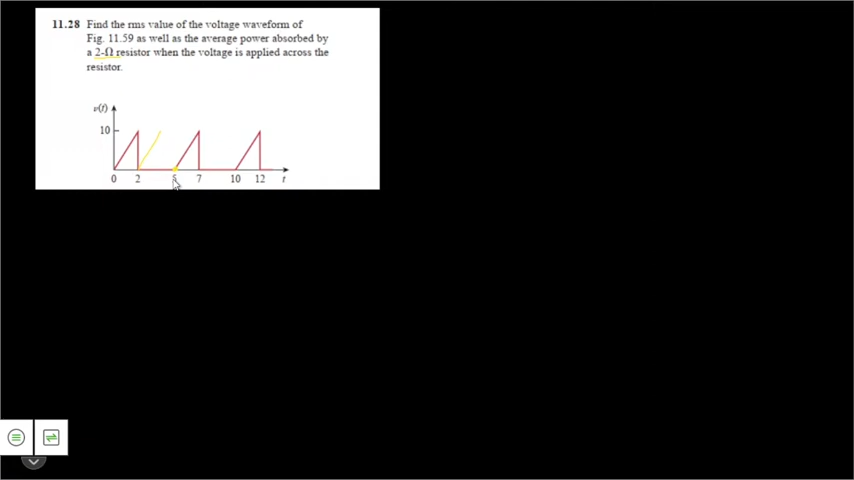 11.28 Find the rms value of the voltage waveform of
Fig. 11.59 as well as the average power absorbed by
a 2-Ω resistor when the voltage is applied across the
resistor.
v(t)
10
0 2 5 7 10 12 t